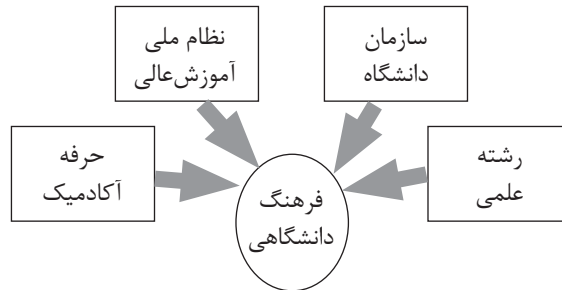 سازمان
دانشگاه
نظام ملی
آموزش‌عالی
رشته
علمی
حرفه
آکادمیک
فرهنگ
دانشگاهی